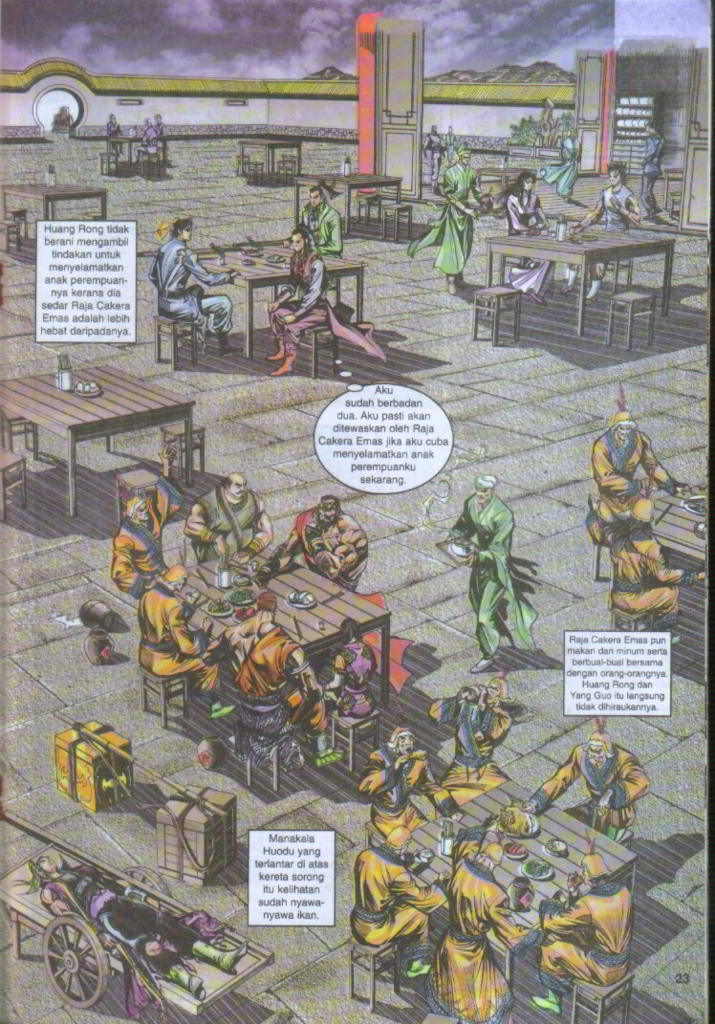 Huang Rong tidak
berani mengambil
tindakan untuk
menyelamatkan
anak perempuan-
nya kerana dia
sedar Raja Cakera
Emas adalah lebih
hebat daripadanya.
Aku
sudah berbadan
dua. Aku pasti akan
ditewaskan oleh Raja
Cakera Emas jika aku cuba
menyelamatkan anak
perempuanku
sekarang.
Raja Cakera Emas pun
makan dan minum serta
berbual-bual bersama
dengan orang-orangnya.
Huang Rong dan
Yang Guo itu langsung
tidak dihiraukannya.
Manakala
Huodu yang
terlantar di atas
kereta sorong
itu kelihatan
sudah nyawa-
nyawa ikan.
23